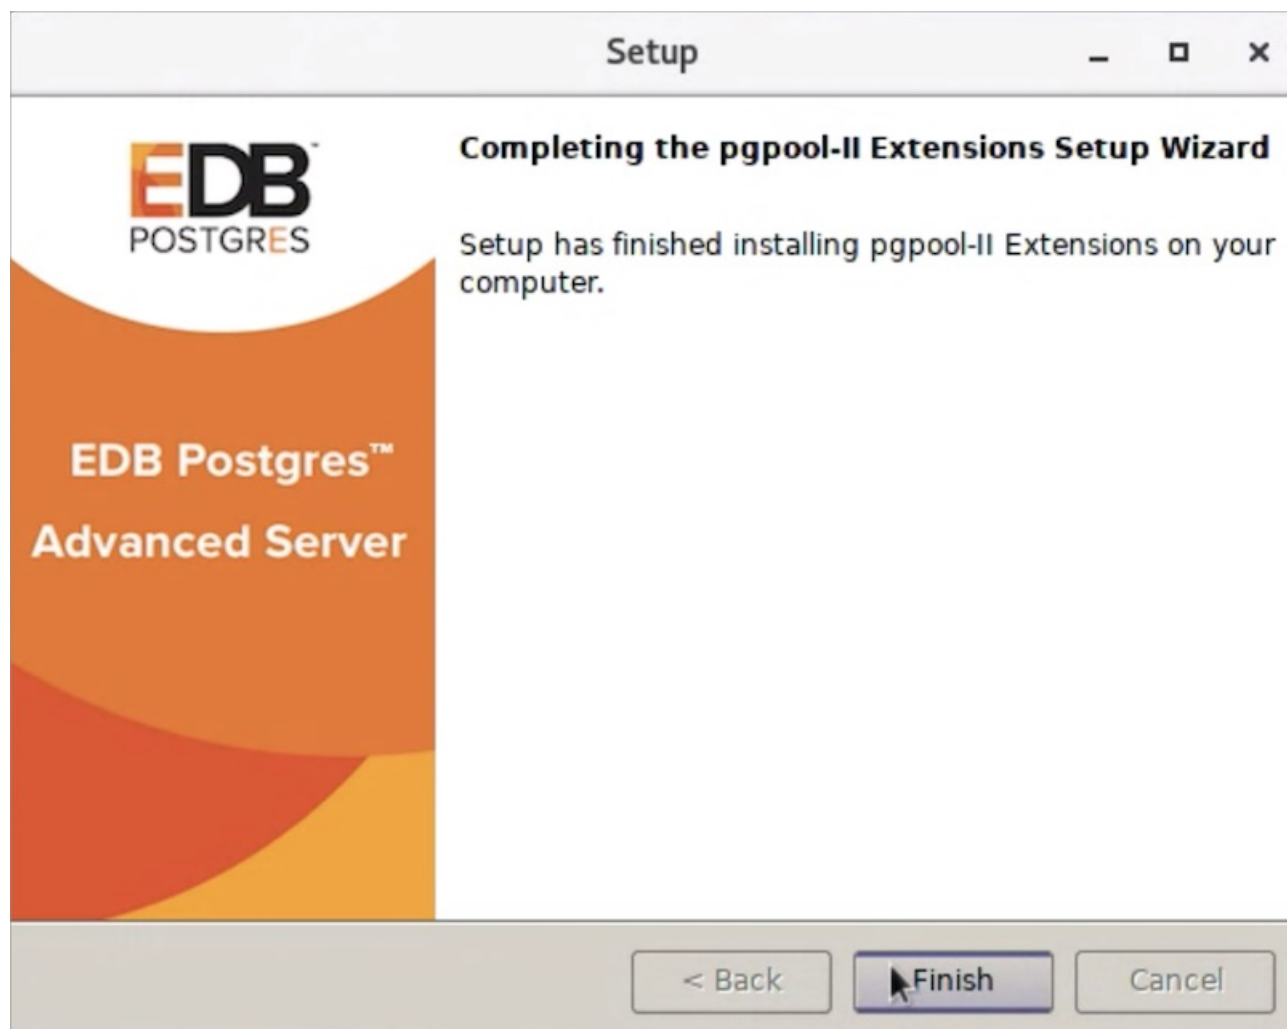 Setup
EDB™
POSTGRES
Completing the pgpool-II Extensions Setup Wizard
Setup has finished installing pgpool-II Extensions on your
computer.
EDB Postgres™
Advanced Server
< Back
Finish
Cancel